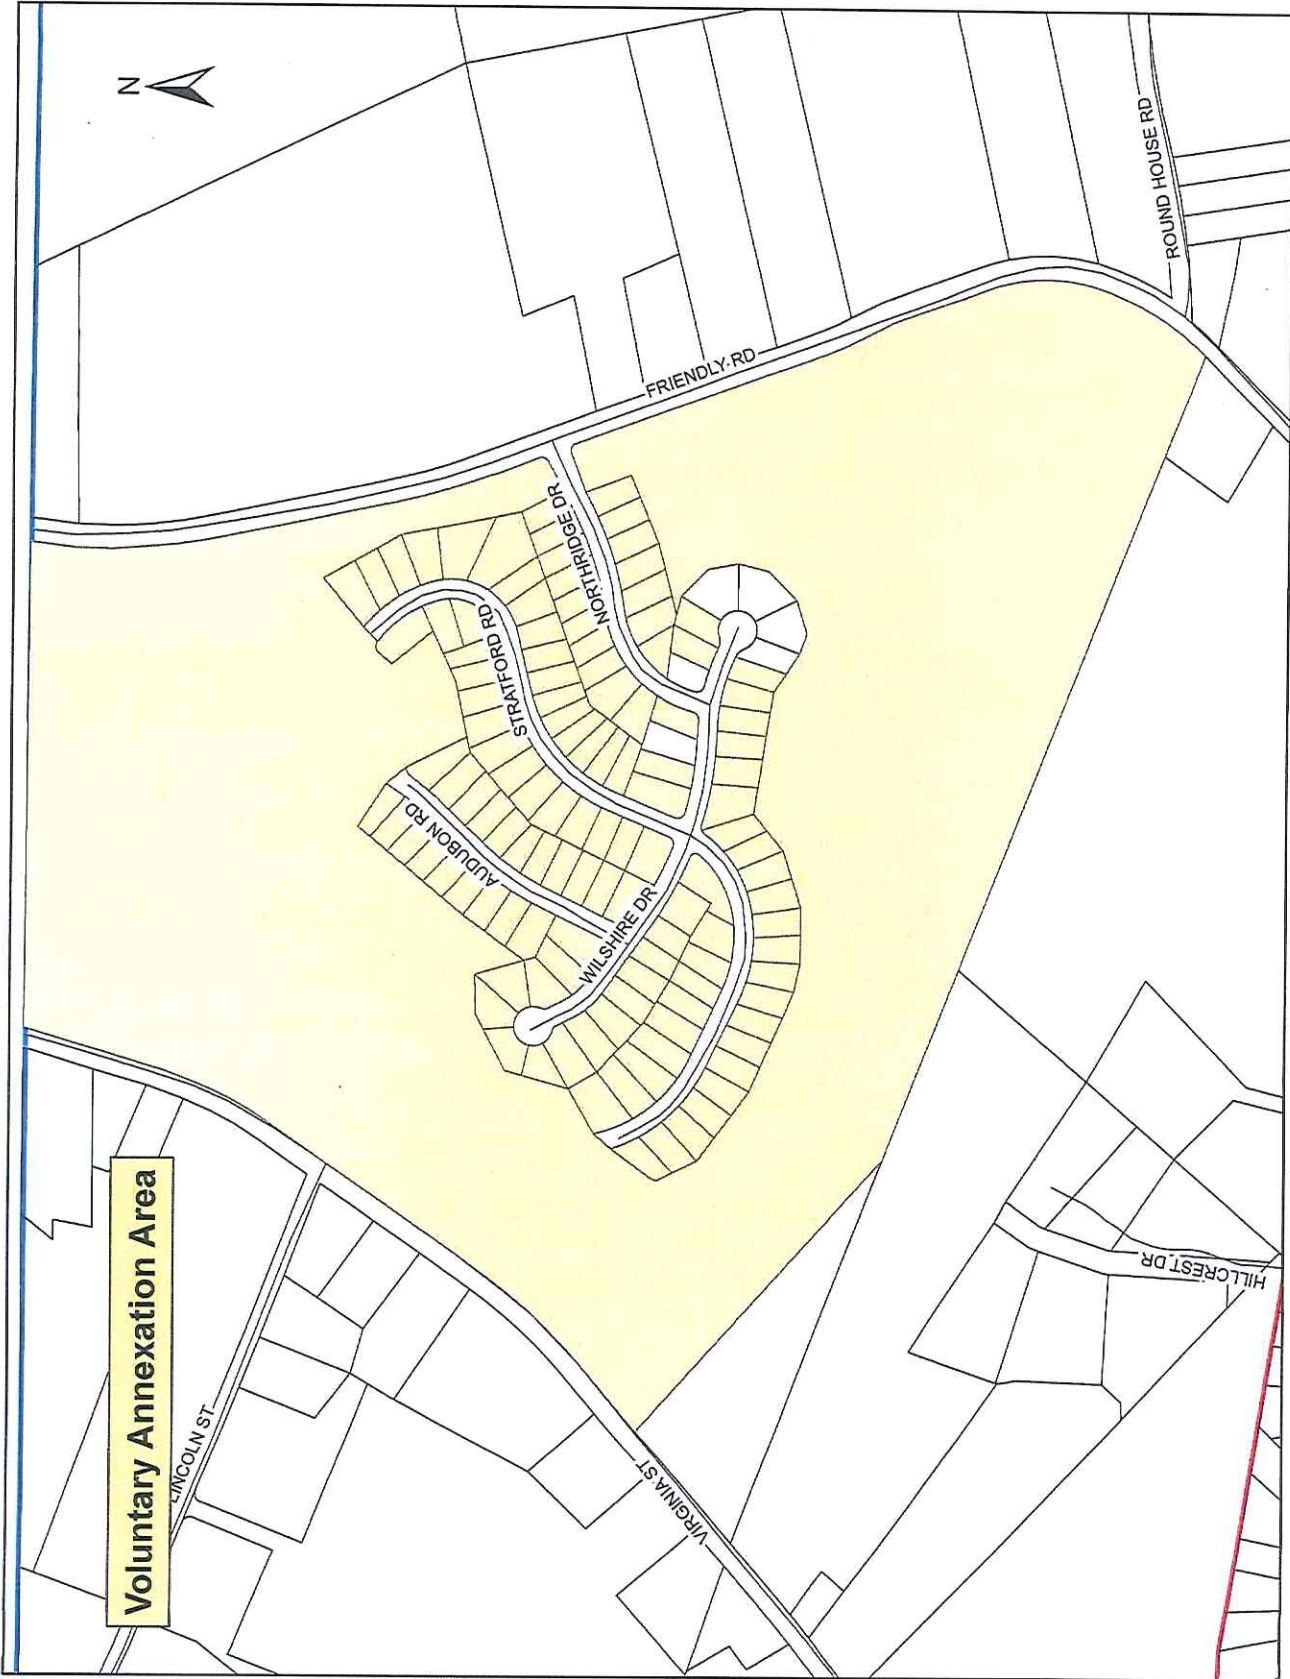 Voluntary Annexation Area
N
LINCOLN ST
VIRGINIA ST
AUDUBON RD
STRATFORD RD
NORTHRIDGE DR
WILSHIRE DR
FRIENDLY RD
ROUND HOUSE RD
HILLCREST DR